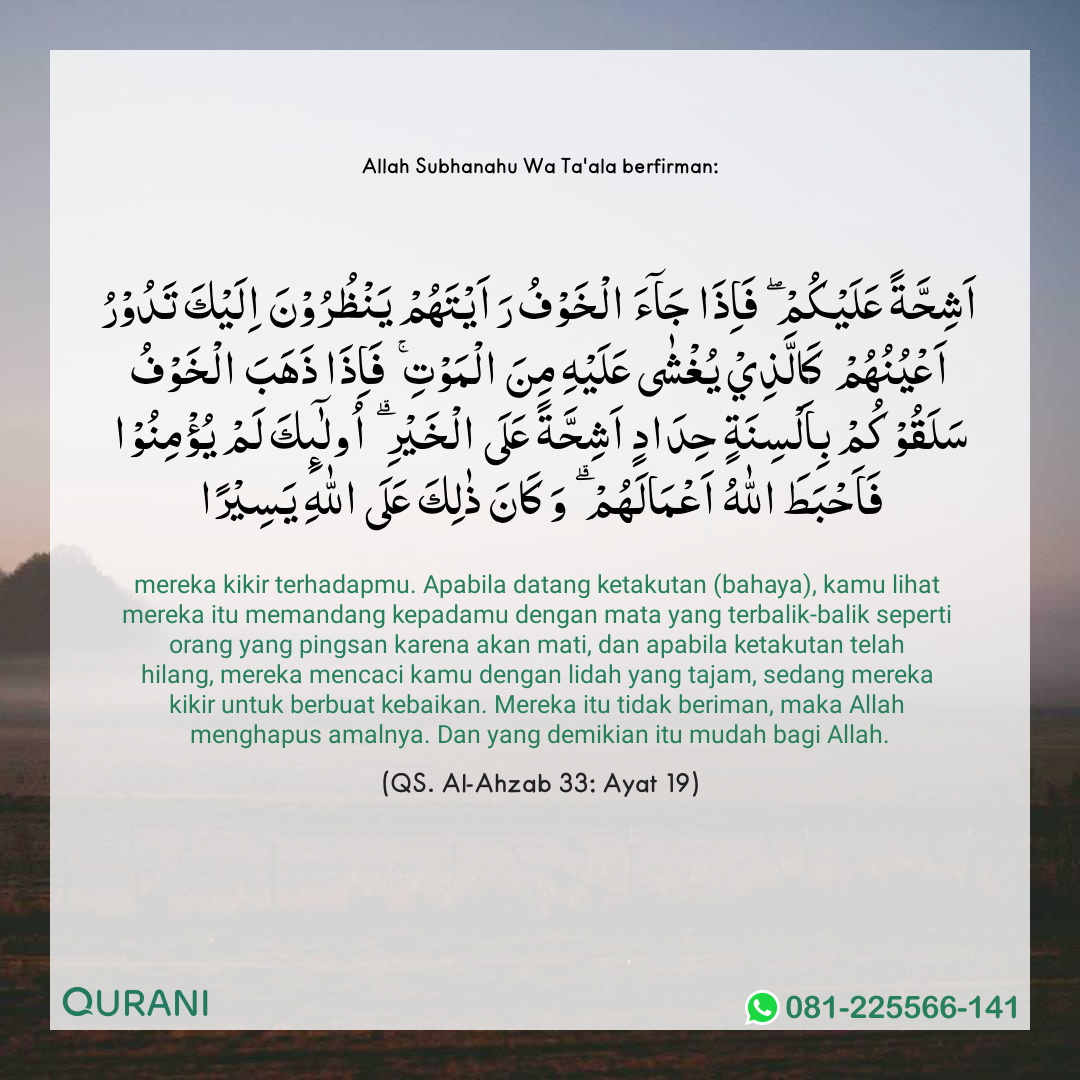 Allah Subhanahu Wa Ta'ala berfirman:
اَشِحَّةً عَلَيْكُمْ ۖ فَاِذَا جَآءَ الْخَوْفُ رَ اَيْتَهُمْ يَنْظُرُوْنَ اِلَيْكَ تَدُوْرُ
اَعْيُنُهُمْ كَالَّذِيْ يُغْشٰى عَلَيْهِ مِنَ الْمَوْتِ ۚ فَاِذَا ذَهَبَ الْخَوْفُ
سَلَقُوْ كُمْ بِاَ لْسِنَةٍ حِدَادٍ اَشِحَّةً عَلَى الْخَيْرِ ۗ اُولٰٓئِكَ لَمْ يُؤْمِنُوْا
فَاَحْبَطَ اللّٰهُ اَعْمَالَهُمْ ۗ وَ كَانَ ذٰلِكَ عَلَى اللّٰهِ يَسِيْرًا
mereka kikir terhadapmu. Apabila datang ketakutan (bahaya), kamu lihat
mereka itu memandang kepadamu dengan mata yang terbalik-balik seperti
orang yang pingsan karena akan mati, dan apabila ketakutan telah
hilang, mereka mencaci kamu dengan lidah yang tajam, sedang mereka
kikir untuk berbuat kebaikan. Mereka itu tidak beriman, maka Allah
menghapus amalnya. Dan yang demikian itu mudah bagi Allah.
(QS. Al-Ahzab 33: Ayat 19)
QURANI
081-225566-141